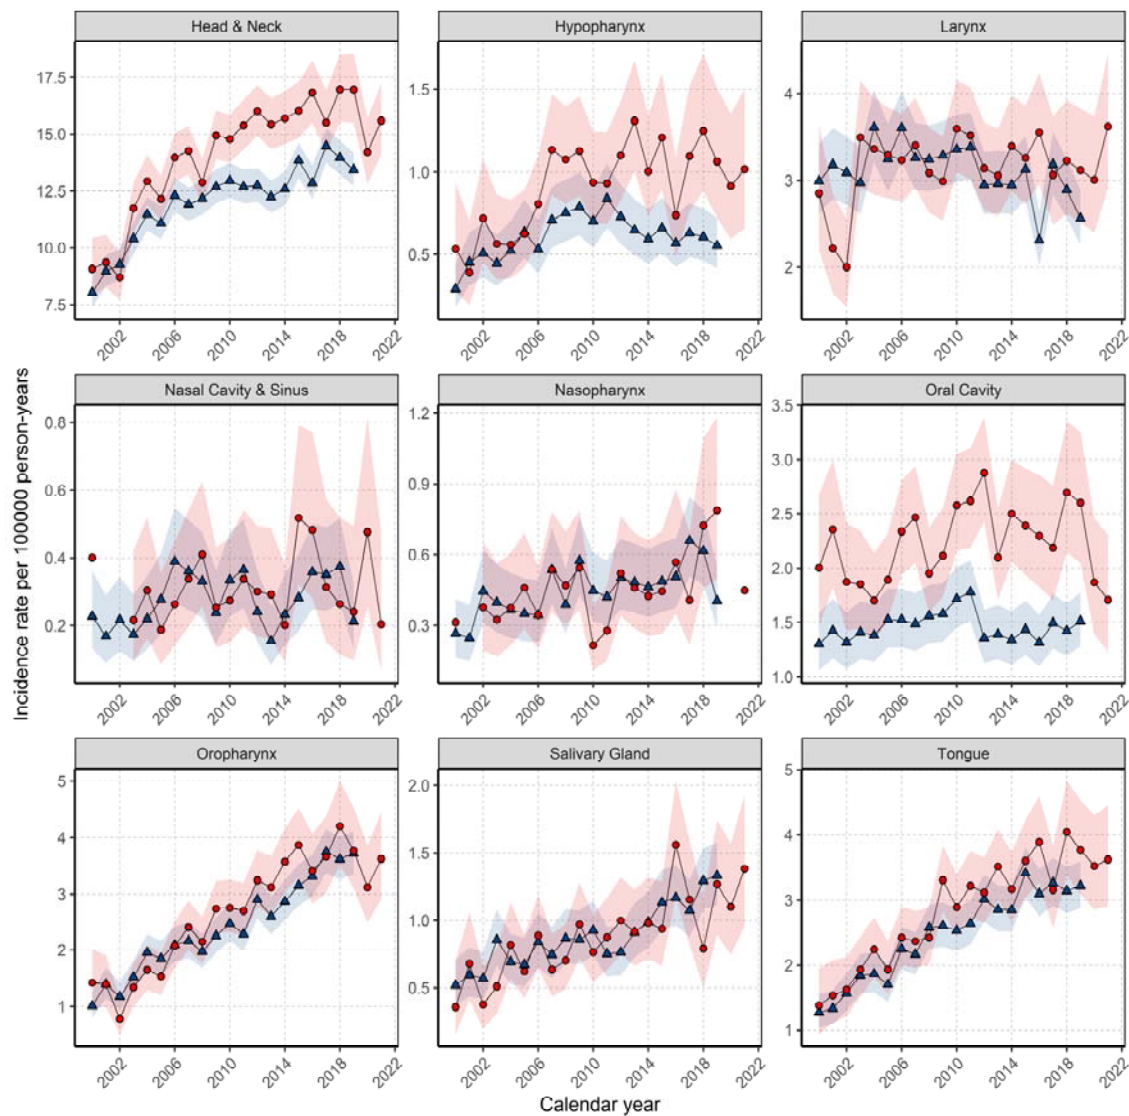 Head & Neck
Hypopharynx
Larynx
17.5
15.0
12.5
10.0
7.5
1.5
1.0
0.5
4
3
2
2002 2006 2010 2014 2018 2022
2002 2006 2010 2014 2018 2022
2002 2006 2010 2014 2018 2022
Nasal Cavity & Sinus
Nasopharynx
Oral Cavity
0.8
0.6
0.4
0.2
1.2
0.9
0.6
0.3
3.5
3.0
2.5
2.0
1.5
1.0
2002 2006 2010 2014 2018 2022
2002 2006 2010 2014 2018 2022
2002 2006 2010 2014 2018 2022
Incidence rate per 100000 person-years
Oropharynx
Salivary Gland
Tongue
5
4
3
2
1
2.0
1.5
1.0
0.5
5
4
3
2
1
2002 2006 2010 2014 2018 2022
2002 2006 2010 2014 2018 2022
2002 2006 2010 2014 2018 2022
Calendar year